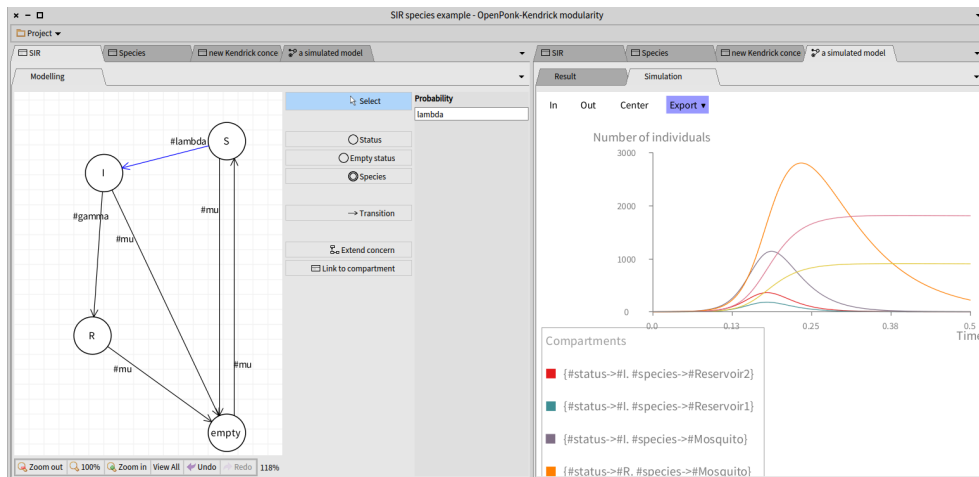 SIR species example - OpenPonk-Kendrick modularity
Project
SIR
Species
new Kendrick conce
a simulated model
Modelling
Select
Status
Empty status
Species
Transition
Extend concern
Link to compartment
Probability
lambda
S
#lambda
I
#gamma
#mu
#mu
R
#mu
empty
Zoom out
100%
Zoom in
View All
Undo
Redo
118%
SIR
Species
new Kendrick conce
a simulated model
Result
Simulation
In
Out
Center
Export
Number of individuals
3000
2000
1000
0
0.0
0.13
0.25
0.38
0.5
Time
Compartments
{#status->#I. #species->#Reservoir2}
{#status->#I. #species->#Reservoir1}
{#status->#I. #species->#Mosquito}
{#status->#R. #species->#Mosquito}